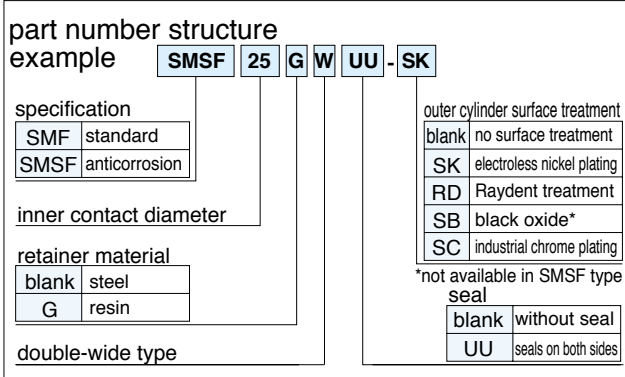 part number structure
example SMSF 25 G W UU - SK
specification
SMF standard
SMSF anticorrosion
inner contact diameter
retainer material
blank steel
G resin
double-wide type
outer cylinder surface treatment
blank no surface treatment
SK electroless nickel plating
RD Raydent treatment
SB black oxide*
SC industrial chrome plating
*not available in SMSF type
seal
blank without seal
UU seals on both sides